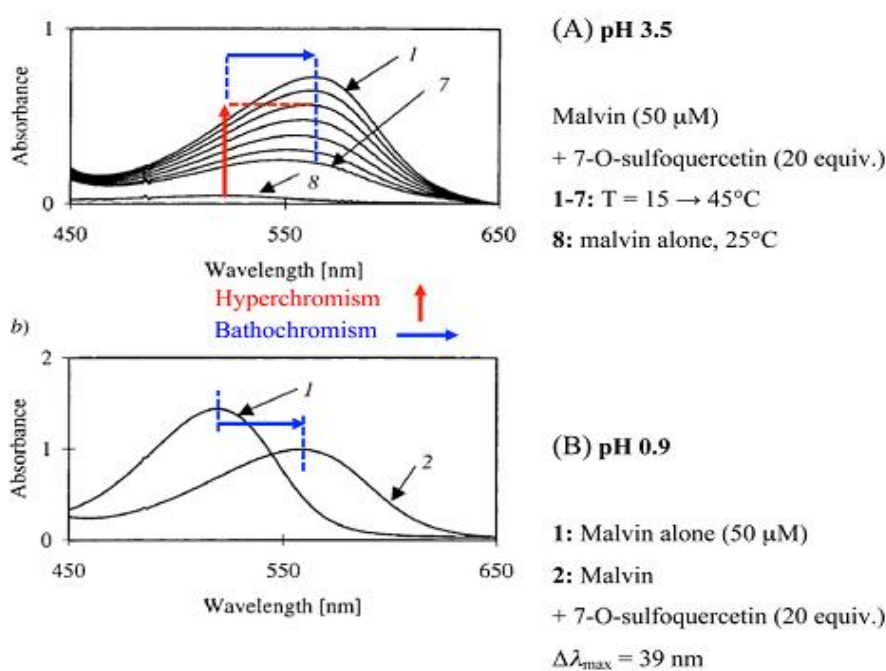 (A) pH 3.5
1
Absorbance
0
1
7
8
450
550
650
Wavelength [nm]
Malvin (50 μM)
+ 7-O-sulfoquercetin (20 equiv.)
1-7: T = 15 → 45°C
8: malvin alone, 25°C
Hyperchromism
Bathochromism
b)
2
Absorbance
1
0
1
2
450
550
650
Wavelength [nm]
(B) pH 0.9
1: Malvin alone (50 μM)
2: Malvin
+ 7-O-sulfoquercetin (20 equiv.)
Δλmax = 39 nm